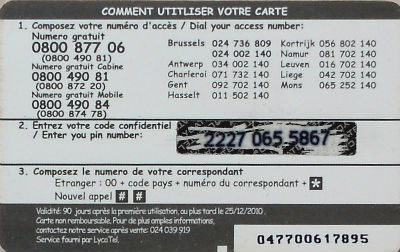 COMMENT UTITLISER VOTRE CARTE
1. Composez votre numéro d'accès / Dial your access number:
Numero gratuit
0800 877 06
(0800 490 81)
Numero gratuit Cabine
0800 490 81
(0800 872 20)
Numero gratuit Mobile
0800 490 84
(0800 874 78)
Brussels 024 736 809 Kortrijk 056 802 140
024 002 140 Namur 081 702 140
Antwerp 034 002 140 Leuven 016 702 140
Charleroi 071 732 140 Liege 042 702 140
Gent 092 702 140 Mons 065 252 140
Hasselt 011 502 140
2. Entrez votre code confidentiel
/ Enter you pin number:
2227 065 5867
3. Composez le numero de votre correspondant
Etranger : 00 + code pays + numéro du correspondant + *
Nouvel appel # #
Validité: 90 jours après la première utilisation, au plus tard le 25/12/2010.
Carte non remboursable. Pour de plus amples informations,
contactez notre service après vente: 024 039 919
Service fourni par LycaTel.
047700617895